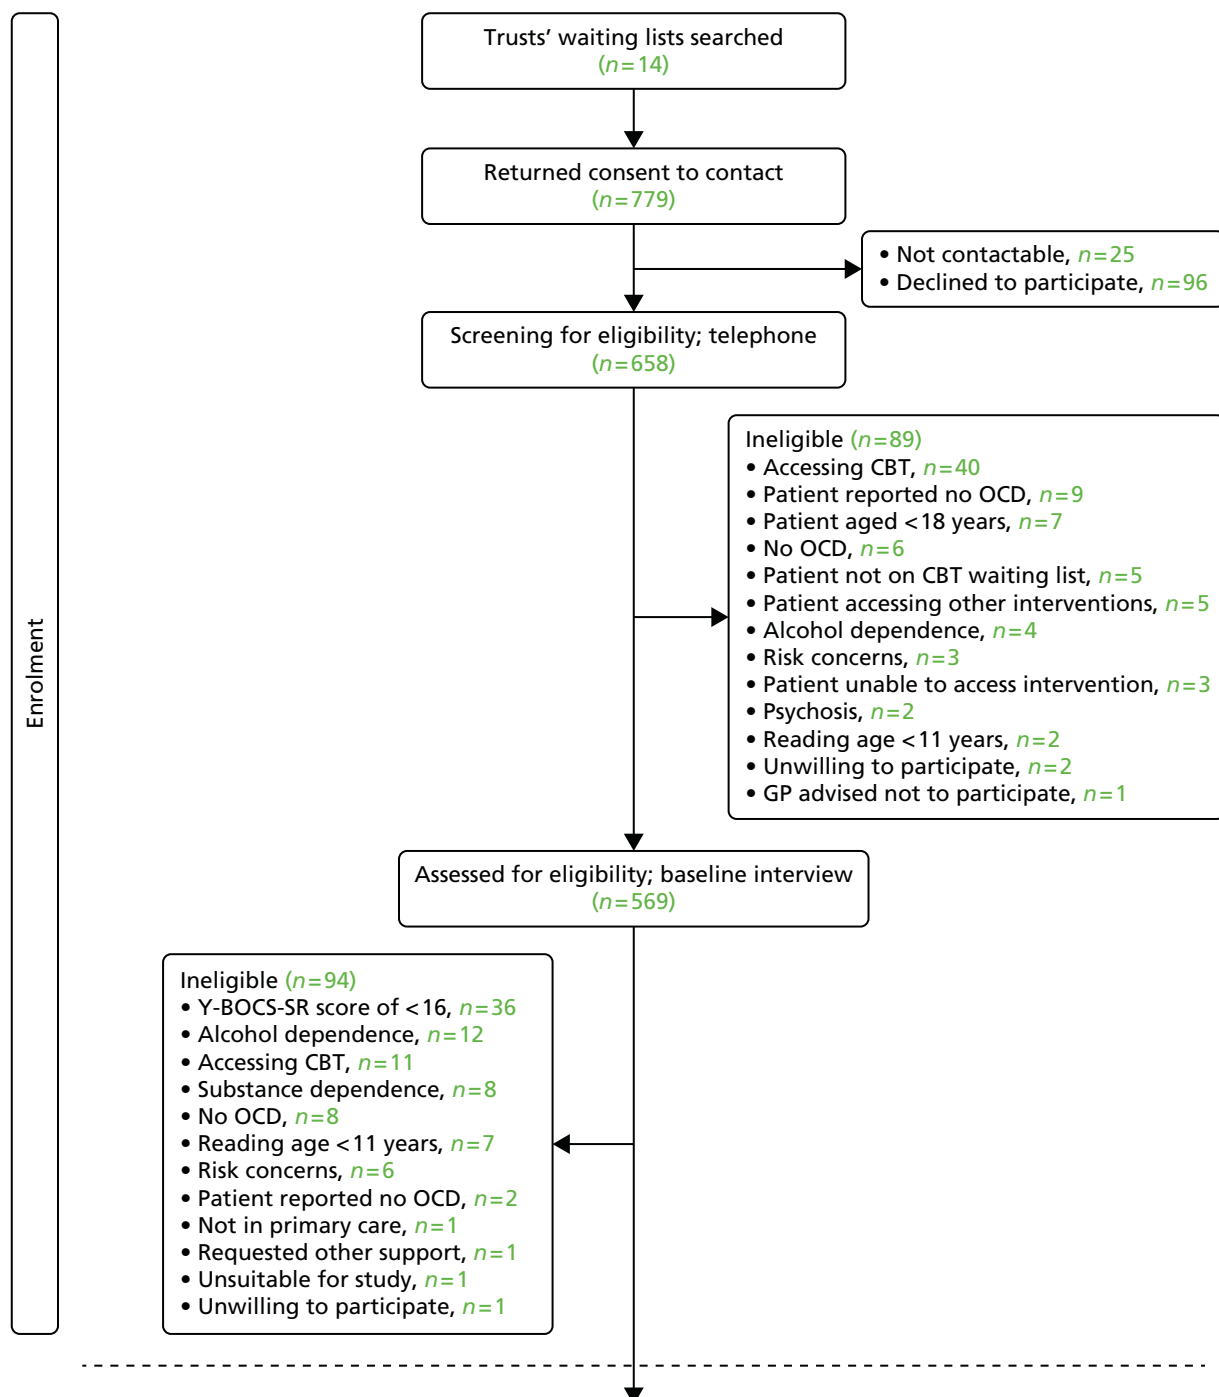 Enrolment
Trusts’ waiting lists searched
(n=14)
Returned consent to contact
(n=779)
• Not contactable, n=25
• Declined to participate, n=96
Screening for eligibility; telephone
(n=658)
Ineligible (n=89)
• Accessing CBT, n=40
• Patient reported no OCD, n=9
• Patient aged <18 years, n=7
• No OCD, n=6
• Patient not on CBT waiting list, n=5
• Patient accessing other interventions, n=5
• Alcohol dependence, n=4
• Risk concerns, n=3
• Patient unable to access intervention, n=3
• Psychosis, n=2
• Reading age <11 years, n=2
• Unwilling to participate, n=2
• GP advised not to participate, n=1
Assessed for eligibility; baseline interview
(n=569)
Ineligible (n=94)
• Y-BOCS-SR score of <16, n=36
• Alcohol dependence, n=12
• Accessing CBT, n=11
• Substance dependence, n=8
• No OCD, n=8
• Reading age <11 years, n=7
• Risk concerns, n=6
• Patient reported no OCD, n=2
• Not in primary care, n=1
• Requested other support, n=1
• Unsuitable for study, n=1
• Unwilling to participate, n=1